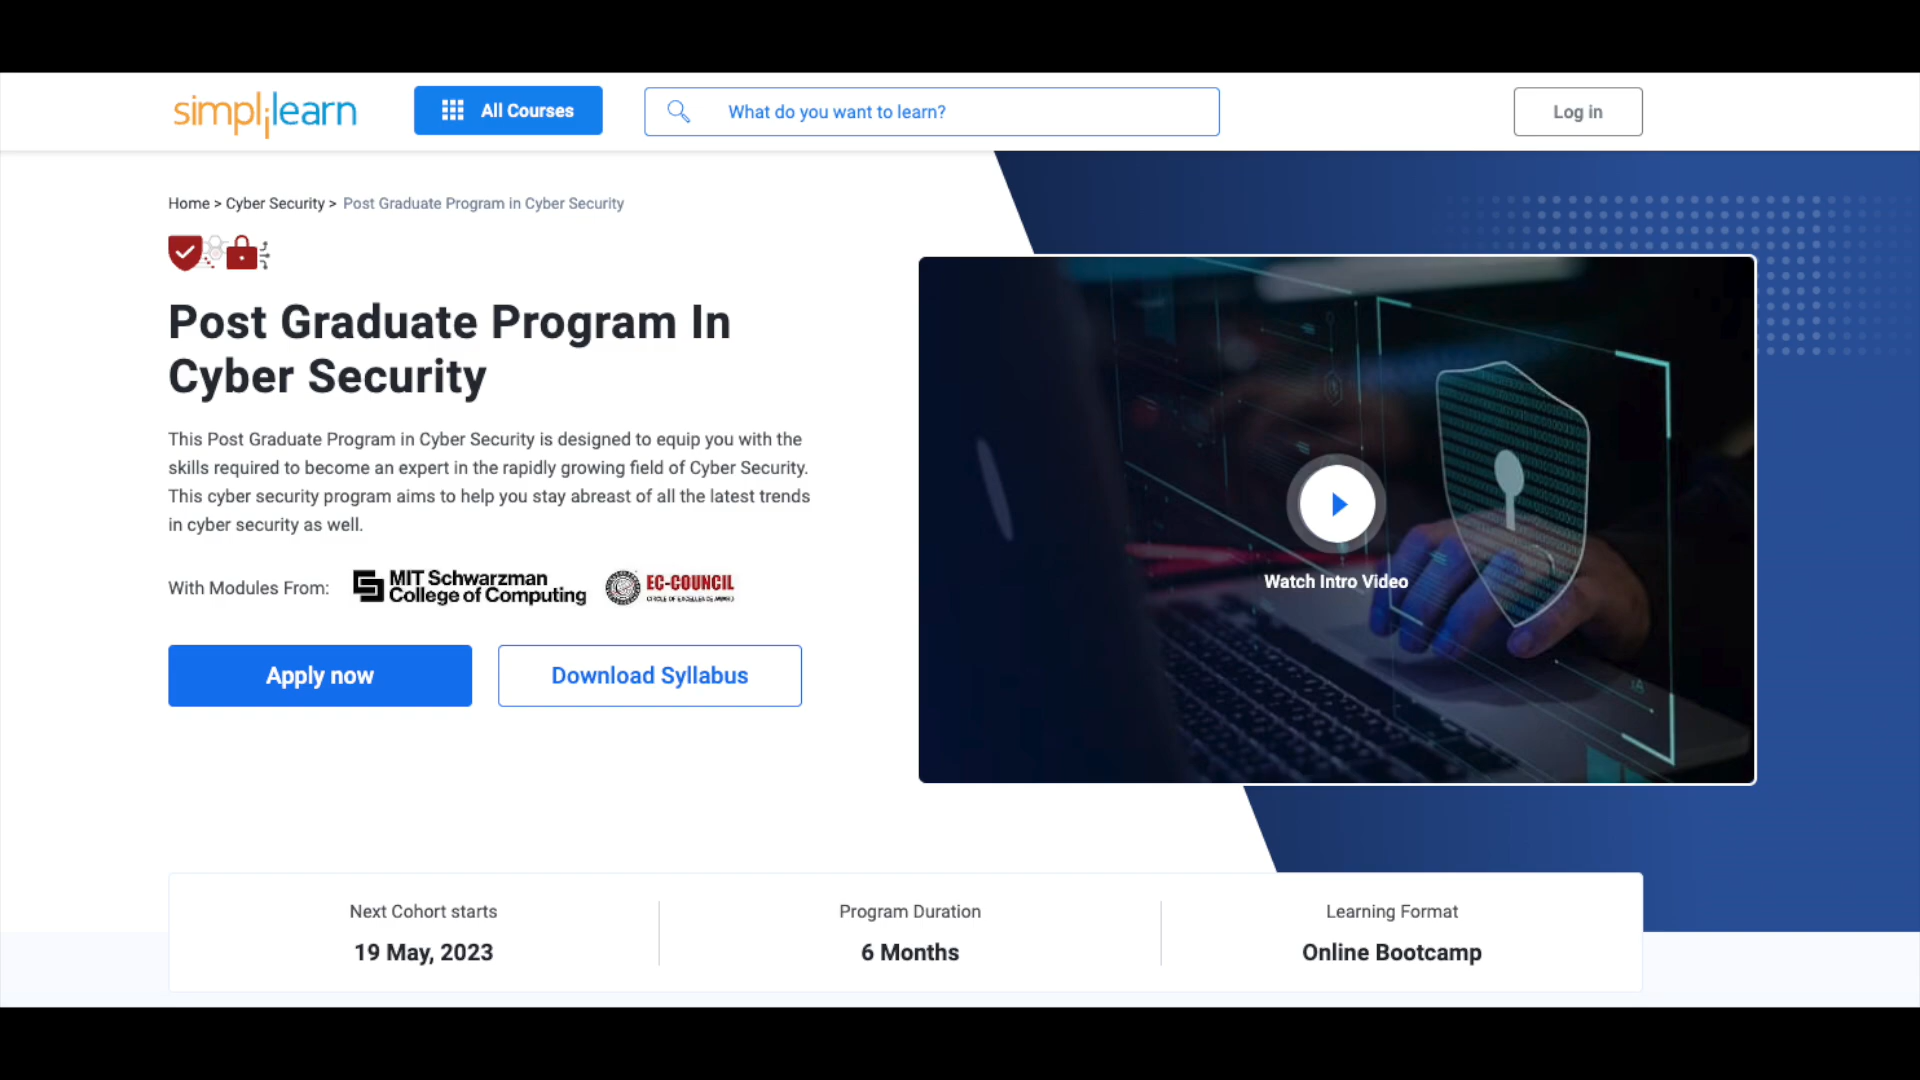 simplilearn
All Courses
What do you want to learn?
Log in
Home > Cyber Security > Post Graduate Program in Cyber Security
Post Graduate Program In
Cyber Security
This Post Graduate Program in Cyber Security is designed to equip you with the
skills required to become an expert in the rapidly growing field of Cyber Security.
This cyber security program aims to help you stay abreast of all the latest trends
in cyber security as well.
With Modules From:
MIT Schwarzman
College of Computing
EC-COUNCIL
Apply now
Download Syllabus
Watch Intro Video
Next Cohort starts
19 May, 2023
Program Duration
6 Months
Learning Format
Online Bootcamp